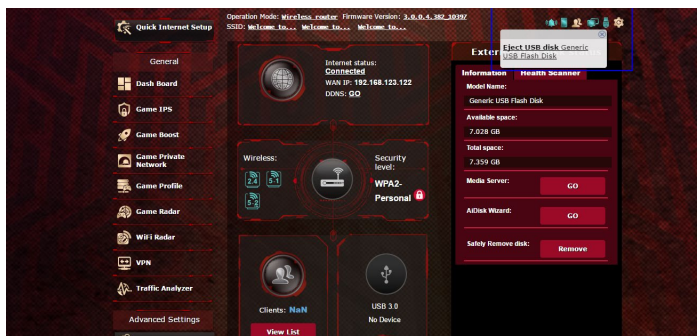 Quick Internet Setup
Operation Mode: Wireless router Firmware Version: 3.0.0.4.382_10397
SSID: Welcome to... Welcome to... Welcome to...
General
Dash Board
Game IPS
Game Boost
Game Private
Network
Game Profile
Game Radar
WiFi Radar
VPN
Traffic Analyzer
Advanced Settings
Internet status:
Connected
WAN IP: 192.168.123.122
DDNS: GO
Wireless:
2.4
5-1
5-2
Security
level:
WPA2-
Personal
Clients: NaN
View List
USB 3.0
No Device
Eject USB disk Generic
USB Flash Disk
Exter
Information
Health Scanner
Model Name:
Generic USB Flash Disk
Available space:
7.028 GB
Total space:
7.359 GB
Media Server:
GO
AiDisk Wizard:
GO
Safely Remove disk:
Remove